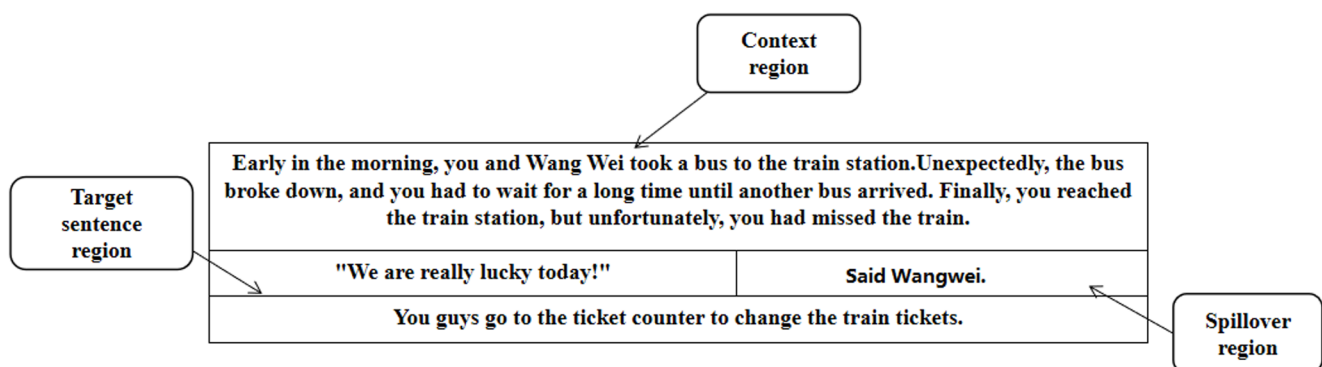 Context
region
Early in the morning, you and Wang Wei took a bus to the train station.Unexpectedly, the bus
broke down, and you had to wait for a long time until another bus arrived. Finally, you reached
the train station, but unfortunately, you had missed the train.
Target
sentence
region
"We are really lucky today!"
Said Wangwei.
You guys go to the ticket counter to change the train tickets.
Spillover
region